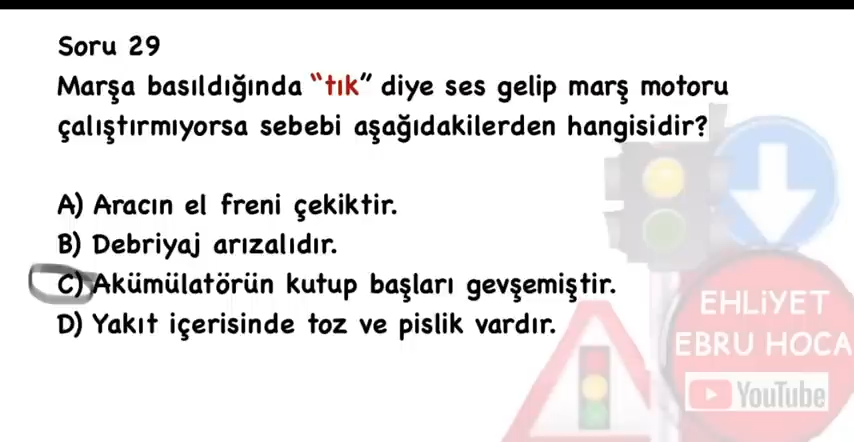 Soru 29
Marşa basıldığında “tık” diye ses gelip marş motoru
çalıştırmıyorsa sebebi aşağıdakilerden hangisidir?
A) Aracın el freni çekiktir.
B) Debriyaj arızalıdır.
C) Akümülatörün kutup başları gevşemiştir.
D) Yakıt içerisinde toz ve pislik vardır.
EHLİYET
EBRU HOCA
YouTube